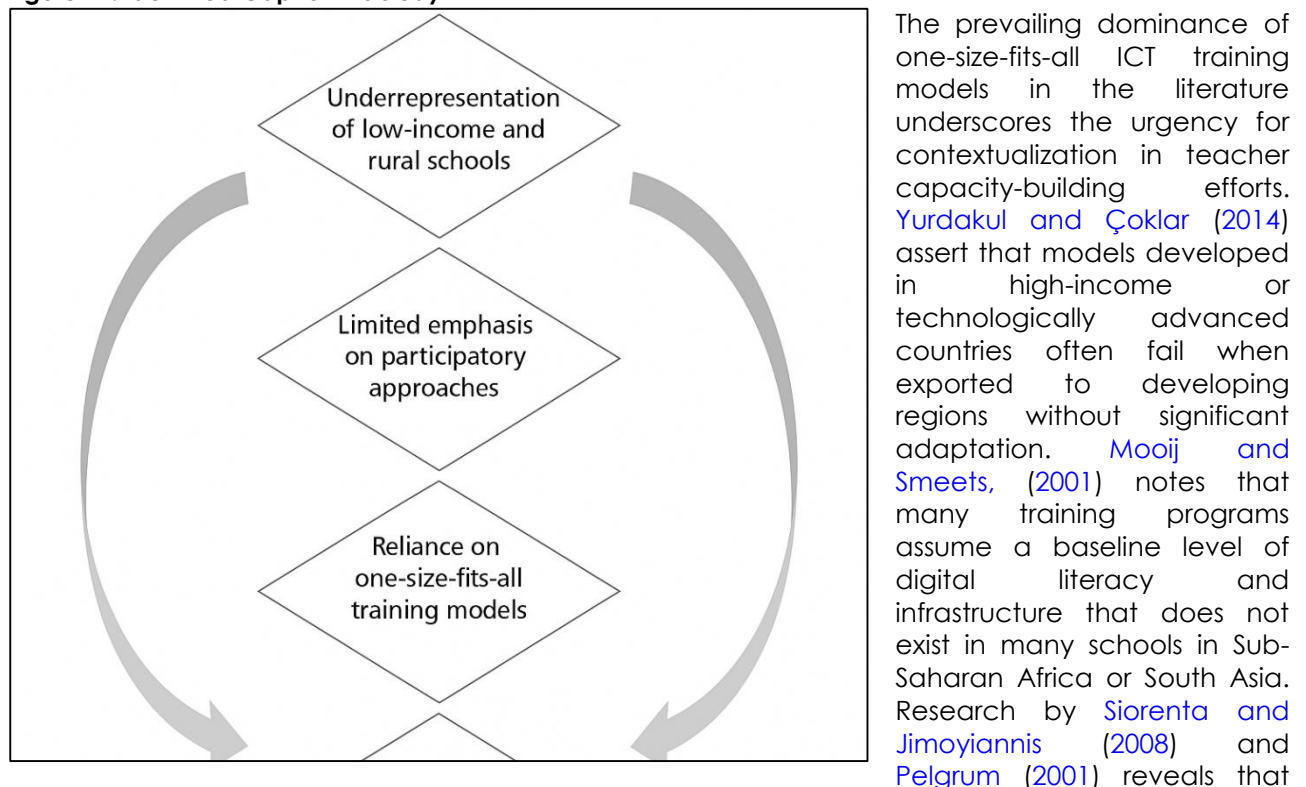 Underrepresentation
of low-income and
rural schools
Limited emphasis
on participatory
approaches
Reliance on
one-size-fits-all
training models
The prevailing dominance of
one-size-fits-all ICT training
models in the literature
underscores the urgency for
contextualization in teacher
capacity-building efforts.
Yurdakul and Çoklar (2014)
assert that models developed
in high-income or
technologically advanced
countries often fail when
exported to developing
regions without significant
adaptation. Mooij and
Smeets, (2001) notes that
many training programs
assume a baseline level of
digital literacy and
infrastructure that does not
exist in many schools in Sub-
Saharan Africa or South Asia.
Research by Siorenta and
Jimoyiannis (2008) and
Pelgrum (2001) reveals that